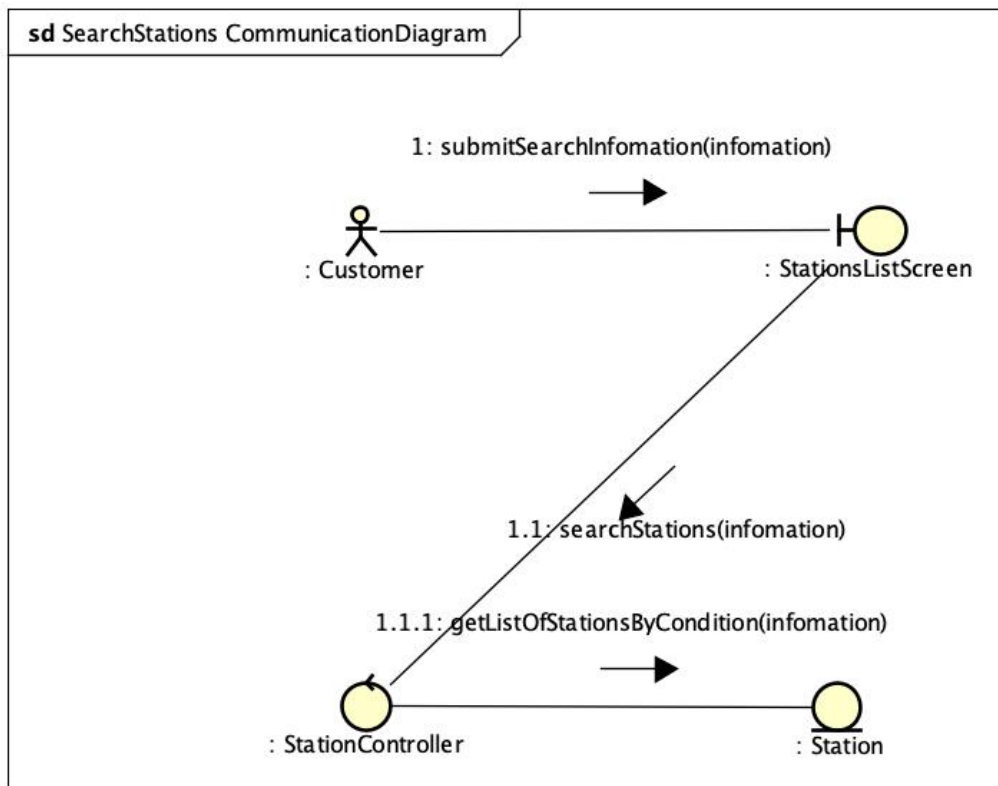 sd SearchStations CommunicationDiagram
1: submitSearchInfomation(infomation)
: Customer
: StationsListScreen
1.1: searchStations(infomation)
1.1.1: getListOfStationsByCondition(infomation)
: StationController
: Station